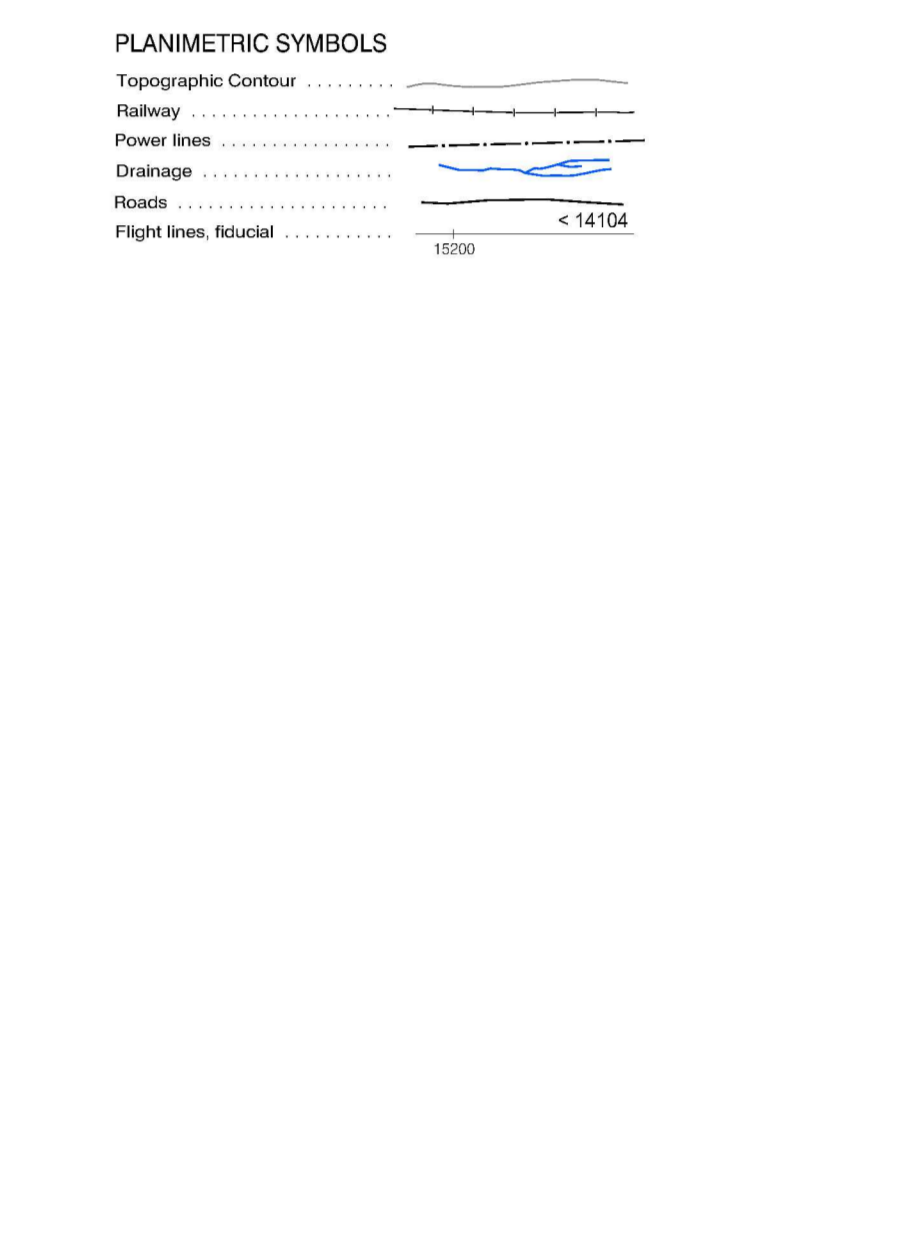 PLANIMETRIC SYMBOLS
Topographic Contour . . . . . . . . .
Railway . . . . . . . . . . . . . . . . . . . .
Power lines . . . . . . . . . . . . . . . . .
Drainage . . . . . . . . . . . . . . . . . . .
Roads . . . . . . . . . . . . . . . . . . . . .
< 14104
Flight lines, fiducial . . . . . . . . . . .
15200